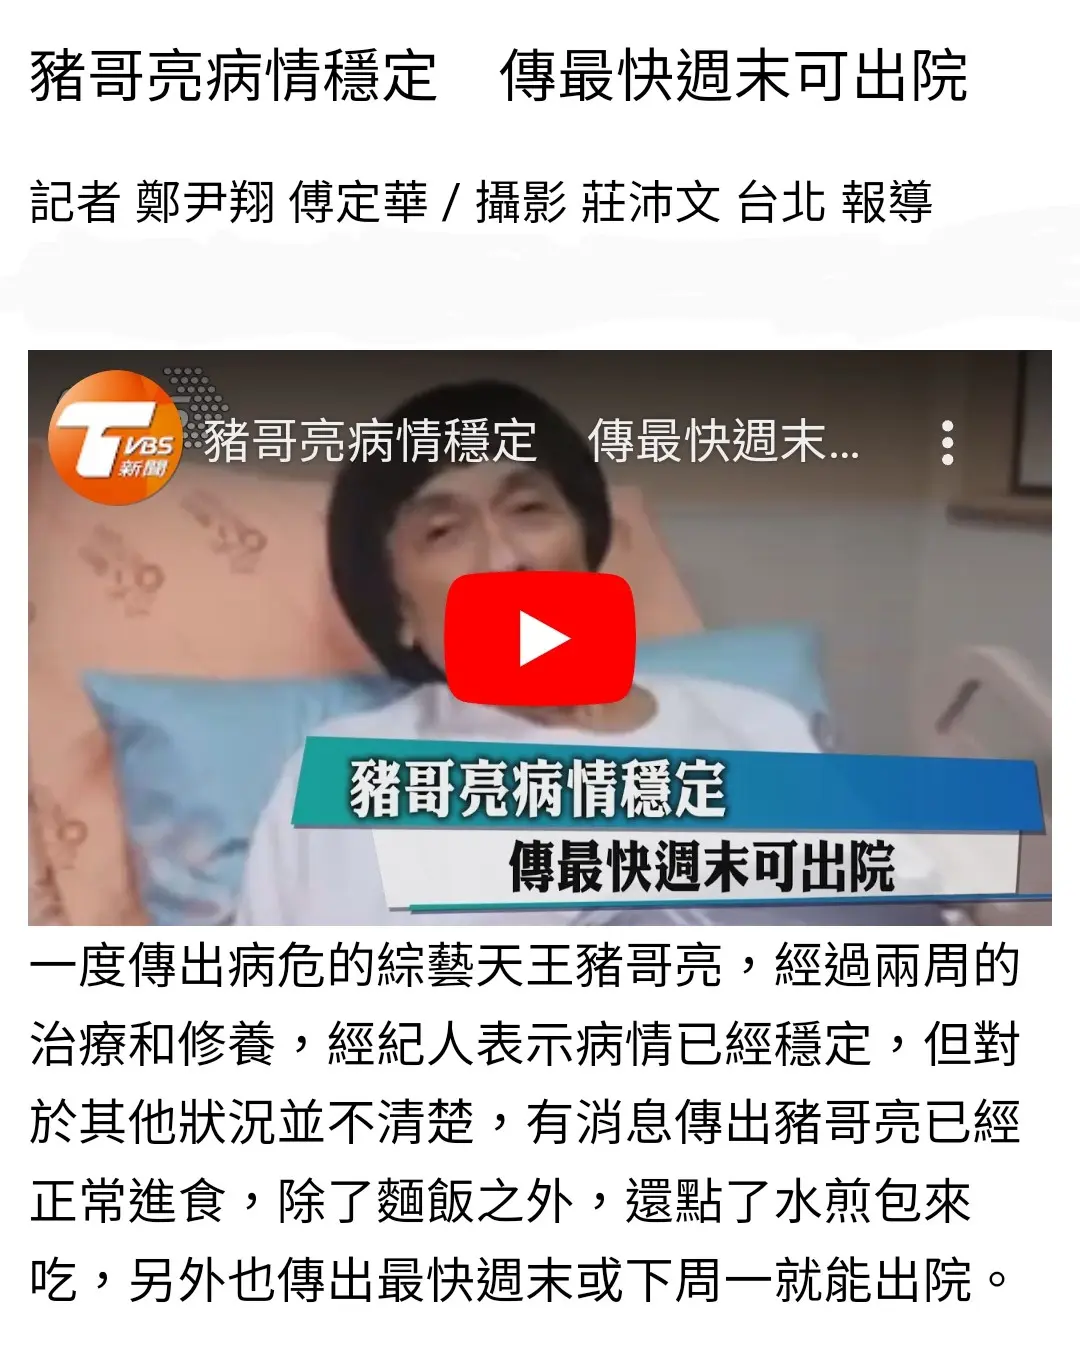 豬哥亮病情穩定　傳最快週末可出院
記者 鄭尹翔 傅定華 / 攝影 莊沛文 台北 報導
TVBS
新聞
豬哥亮病情穩定　傳最快週末...
豬哥亮病情穩定
傳最快週末可出院
一度傳出病危的綜藝天王豬哥亮，經過兩周的
治療和修養，經紀人表示病情已經穩定，但對
於其他狀況並不清楚，有消息傳出豬哥亮已經
正常進食，除了麵飯之外，還點了水煎包來
吃，另外也傳出最快週末或下周一就能出院。